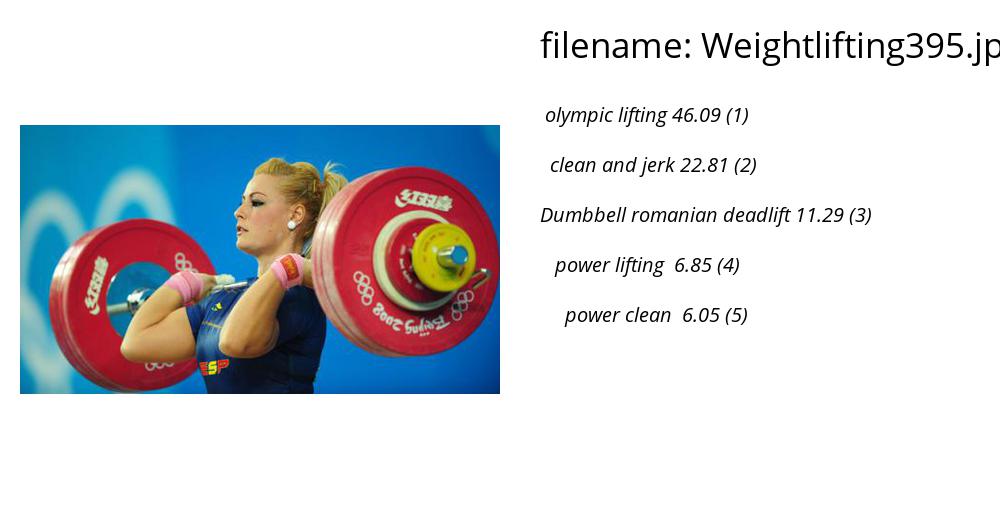 filename: Weightlifting395.jp
olympic lifting 46.09 (1)
clean and jerk 22.81 (2)
Dumbbell romanian deadlift 11.29 (3)
power lifting 6.85 (4)
power clean 6.05 (5)
红双喜
红双喜
Beijing 2008
ESP